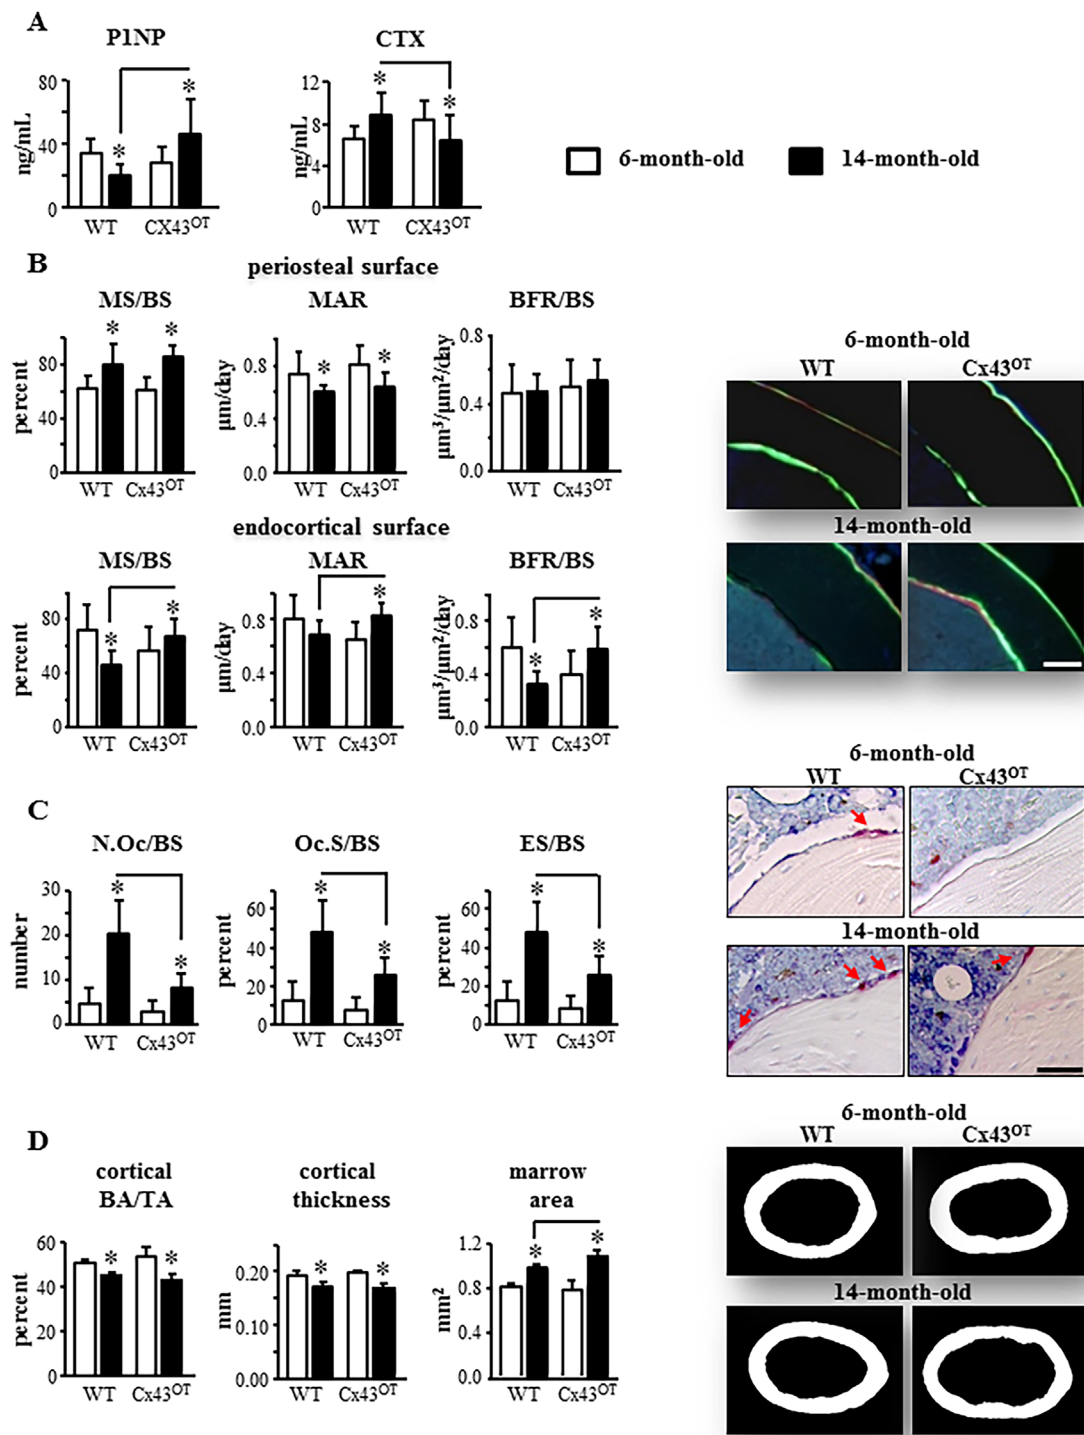 A
P1NP
CTX
80
40
0
ng/mL
*
*
WT
CX43OT
12
8
4
0
ng/mL
*
*
WT
CX43OT
6-month-old
14-month-old
B
periosteal surface
MS/BS
MAR
BFR/BS
80
40
0
percent
*
*
WT
Cx43OT
0.8
0.4
0.0
µm/day
*
*
WT
Cx43OT
0.8
0.4
0.0
µm³/µm²/day
WT
Cx43OT
6-month-old
WT
Cx43OT
14-month-old
endocortical surface
MS/BS
MAR
BFR/BS
80
40
0
percent
*
*
WT
Cx43OT
0.8
0.4
0.0
µm/day
*
WT
Cx43OT
0.8
0.4
0.0
µm³/µm²/day
*
*
WT
Cx43OT
C
N.Oc/BS
Oc.S/BS
ES/BS
30
20
10
0
number
*
*
WT
Cx43OT
60
40
20
0
percent
*
*
WT
Cx43OT
60
40
20
0
percent
*
*
WT
Cx43OT
6-month-old
WT
Cx43OT
14-month-old
D
cortical
BA/TA
cortical
thickness
marrow
area
60
40
20
0
percent
*
*
WT
Cx43OT
0.20
0.10
0.00
mm
*
*
WT
Cx43OT
1.2
0.8
0.4
0.0
mm²
*
*
WT
Cx43OT
6-month-old
WT
Cx43OT
14-month-old